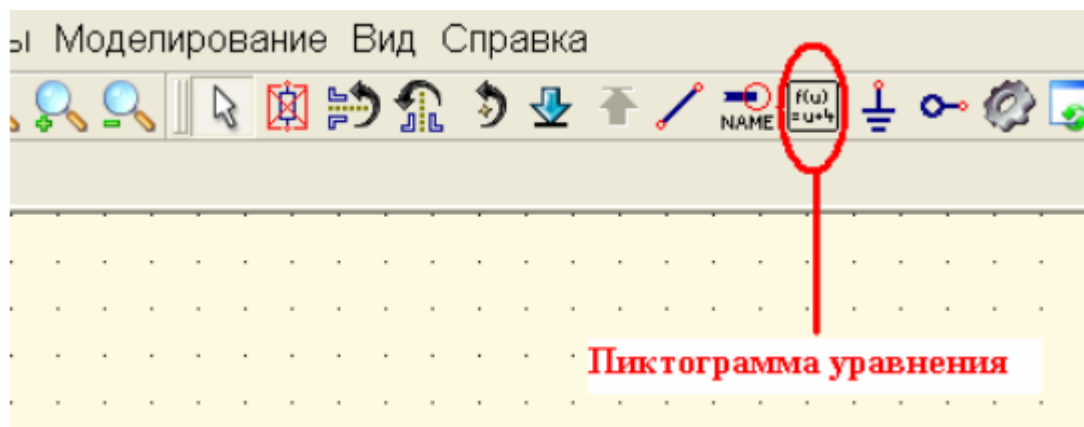 ы Моделирование Вид Справка
NAME
f(u)
=u+4
Пиктограмма уравнения